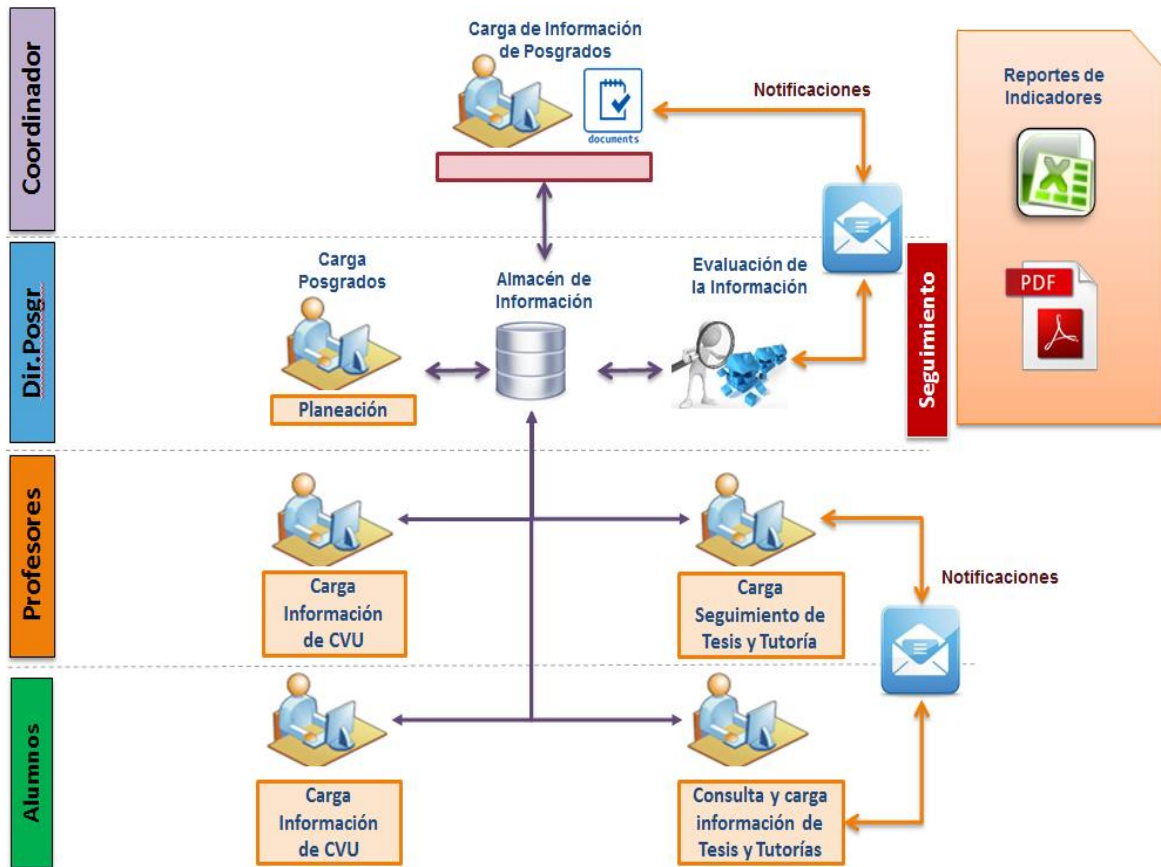 Coordinador
Carga de Información
de Posgrados
documents
Notificaciones
Reportes de
Indicadores
PDF
Dir.Posgr
Carga
Posgrados
Planeación
Almacén de
Información
Evaluación de
la Información
Seguimiento
Profesores
Carga
Información
de CVU
Carga
Seguimiento de
Tesis y Tutoría
Notificaciones
Alumnos
Carga
Información
de CVU
Consulta y carga
información de
Tesis y Tutorías